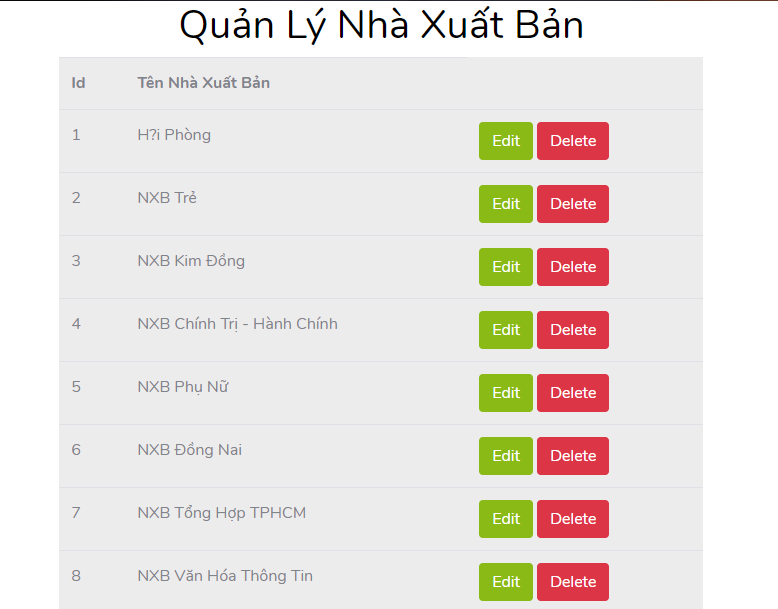 Quản Lý Nhà Xuất Bản
Id Tên Nhà Xuất Bản
1 H?i Phòng Edit Delete
2 NXB Trẻ Edit Delete
3 NXB Kim Đồng Edit Delete
4 NXB Chính Trị - Hành Chính Edit Delete
5 NXB Phụ Nữ Edit Delete
6 NXB Đồng Nai Edit Delete
7 NXB Tổng Hợp TPHCM Edit Delete
8 NXB Văn Hóa Thông Tin Edit Delete